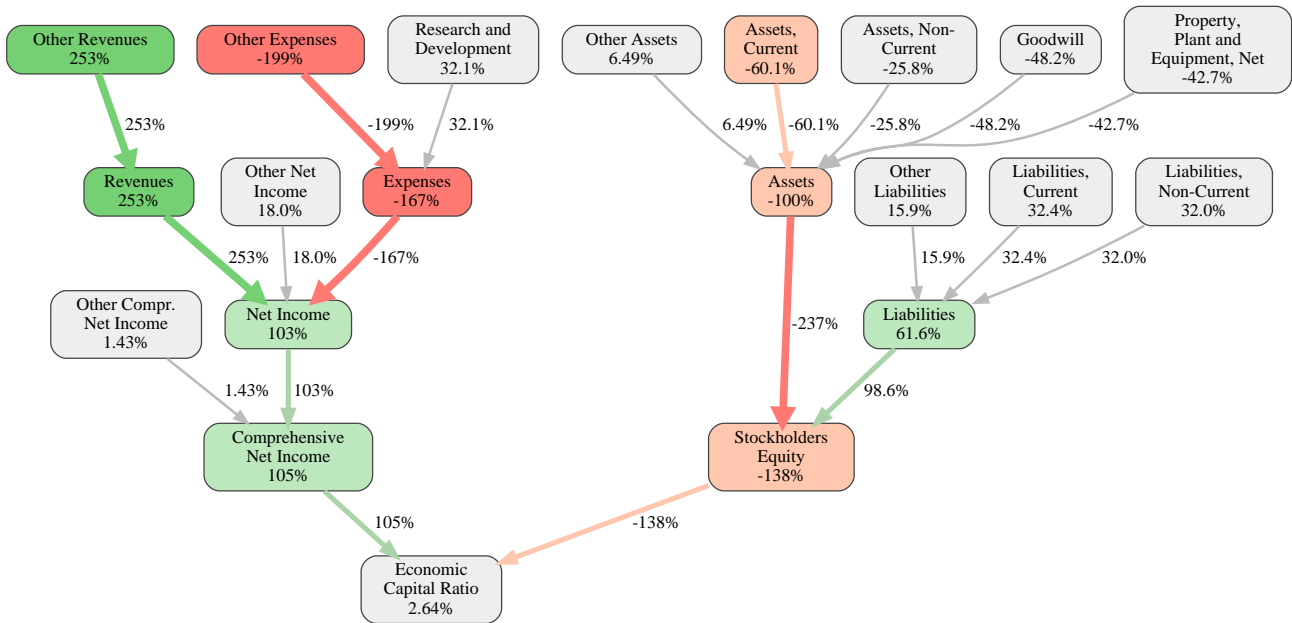 Other Revenues
253%
Other Expenses
-199%
Research and
Development
32.1%
Other Assets
6.49%
Assets,
Current
-60.1%
Assets, Non-
Current
-25.8%
Goodwill
-48.2%
Property,
Plant and
Equipment, Net
-42.7%
253%
-199%
32.1%
6.49%
-60.1%
-25.8%
-48.2%
-42.7%
Revenues
253%
Other Net
Income
18.0%
Expenses
-167%
Assets
-100%
Other
Liabilities
15.9%
Liabilities,
Current
32.4%
Liabilities,
Non-Current
32.0%
253%
18.0%
-167%
15.9%
32.4%
32.0%
Other Compr.
Net Income
1.43%
Net Income
103%
-237%
Liabilities
61.6%
1.43%
103%
98.6%
Comprehensive
Net Income
105%
Stockholders
Equity
-138%
105%
-138%
Economic
Capital Ratio
2.64%